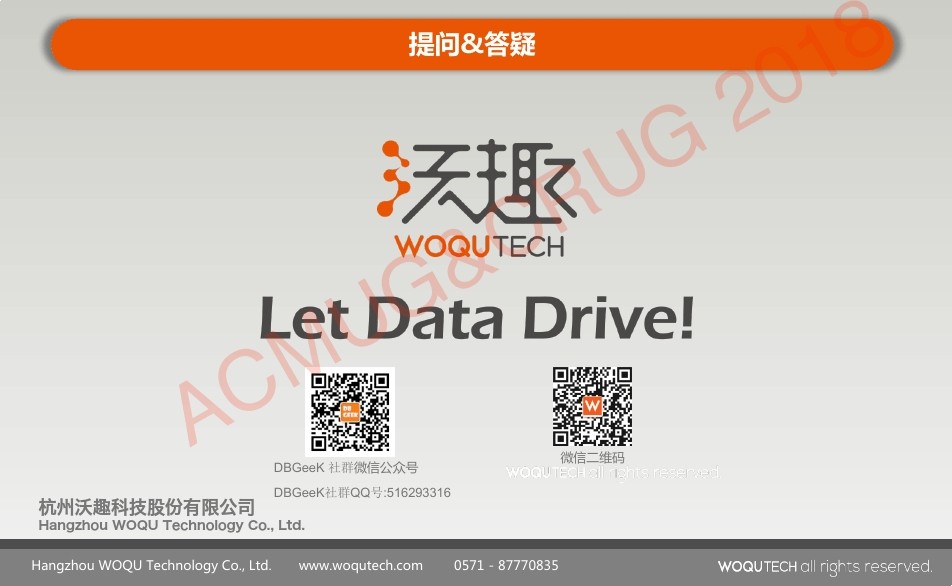 提问&答疑
沃趣
WOQUTECH
Let Data Drive!
DB
GEEK
W
DBGeeK 社群微信公众号
微信二维码
WOQUTECH all rights reserved.
DBGeeK社群QQ号:516293316
杭州沃趣科技股份有限公司
Hangzhou WOQU Technology Co., Ltd.
Hangzhou WOQU Technology Co., Ltd. www.woqutech.com 0571 - 87770835 WOQUTECH all rights reserved.
ACMUG&CRUG 2018